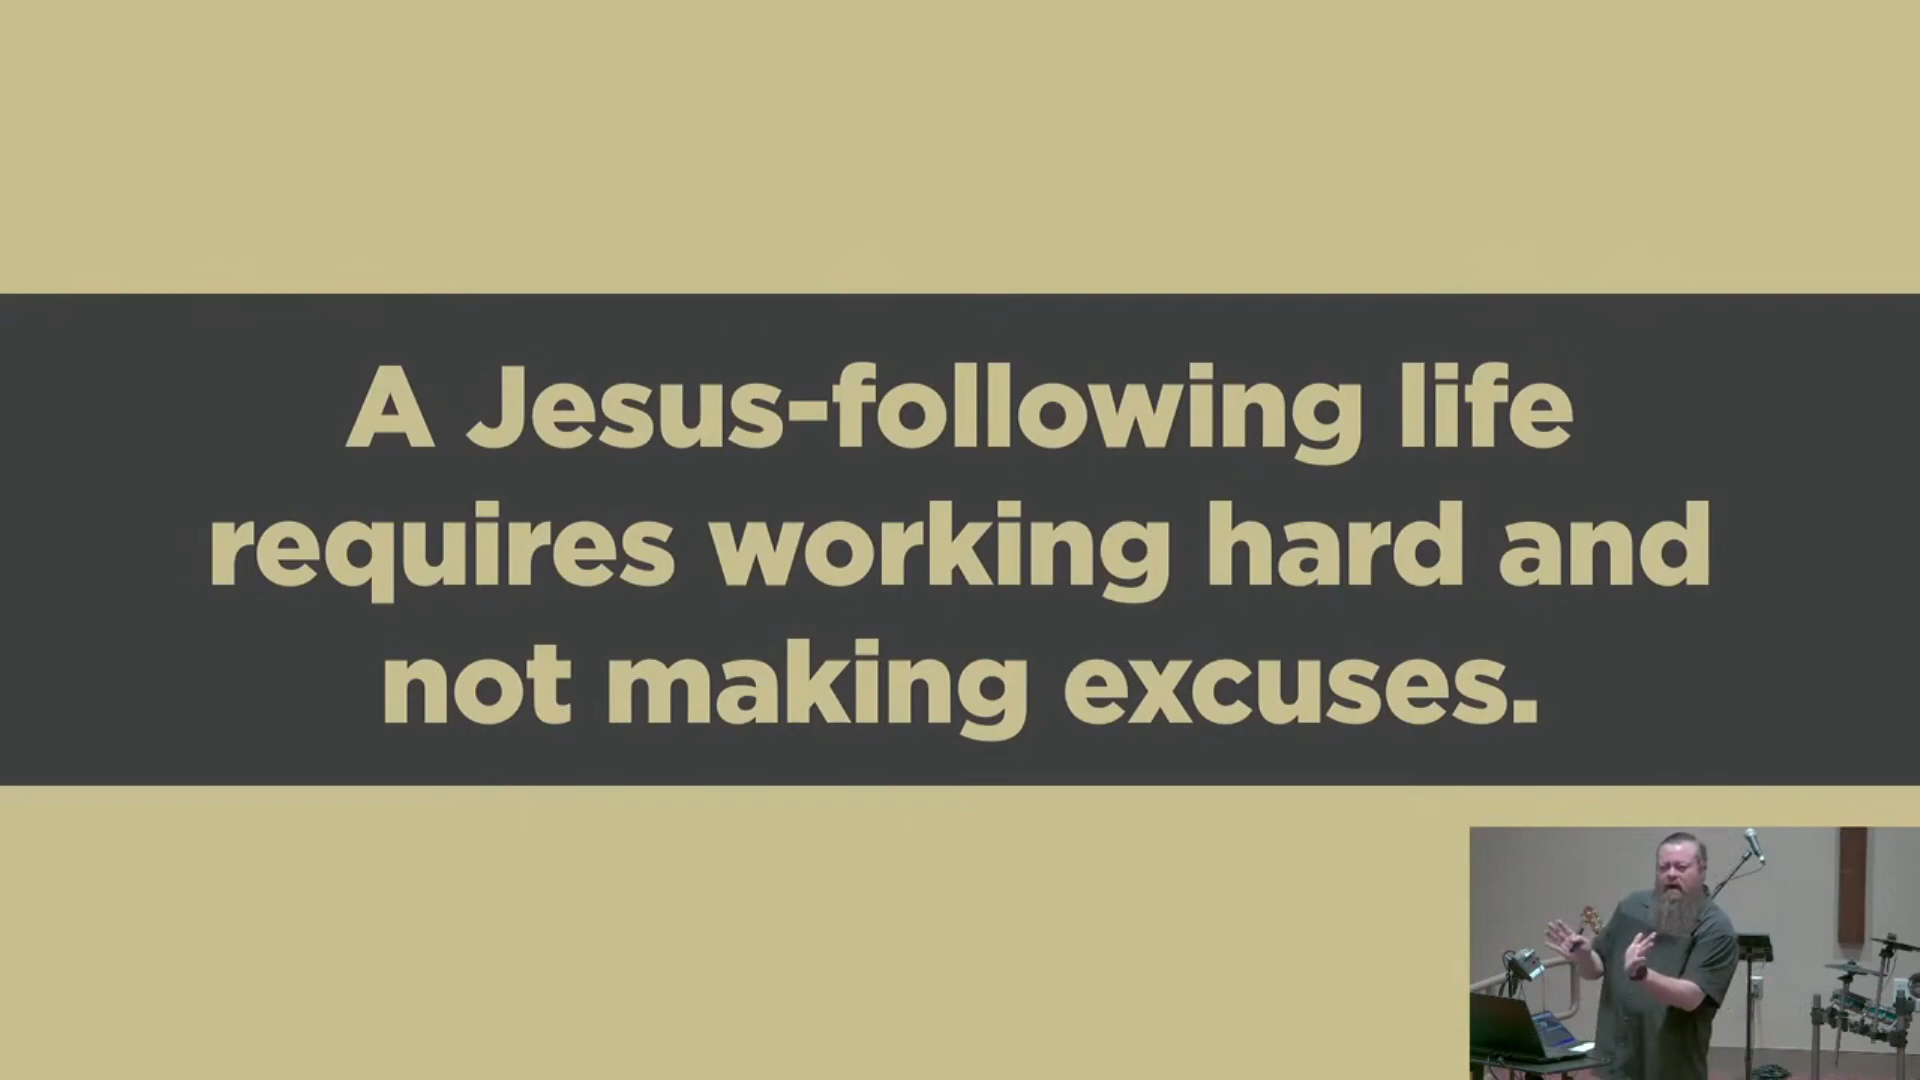 A Jesus-following life
requires working hard and
not making excuses.